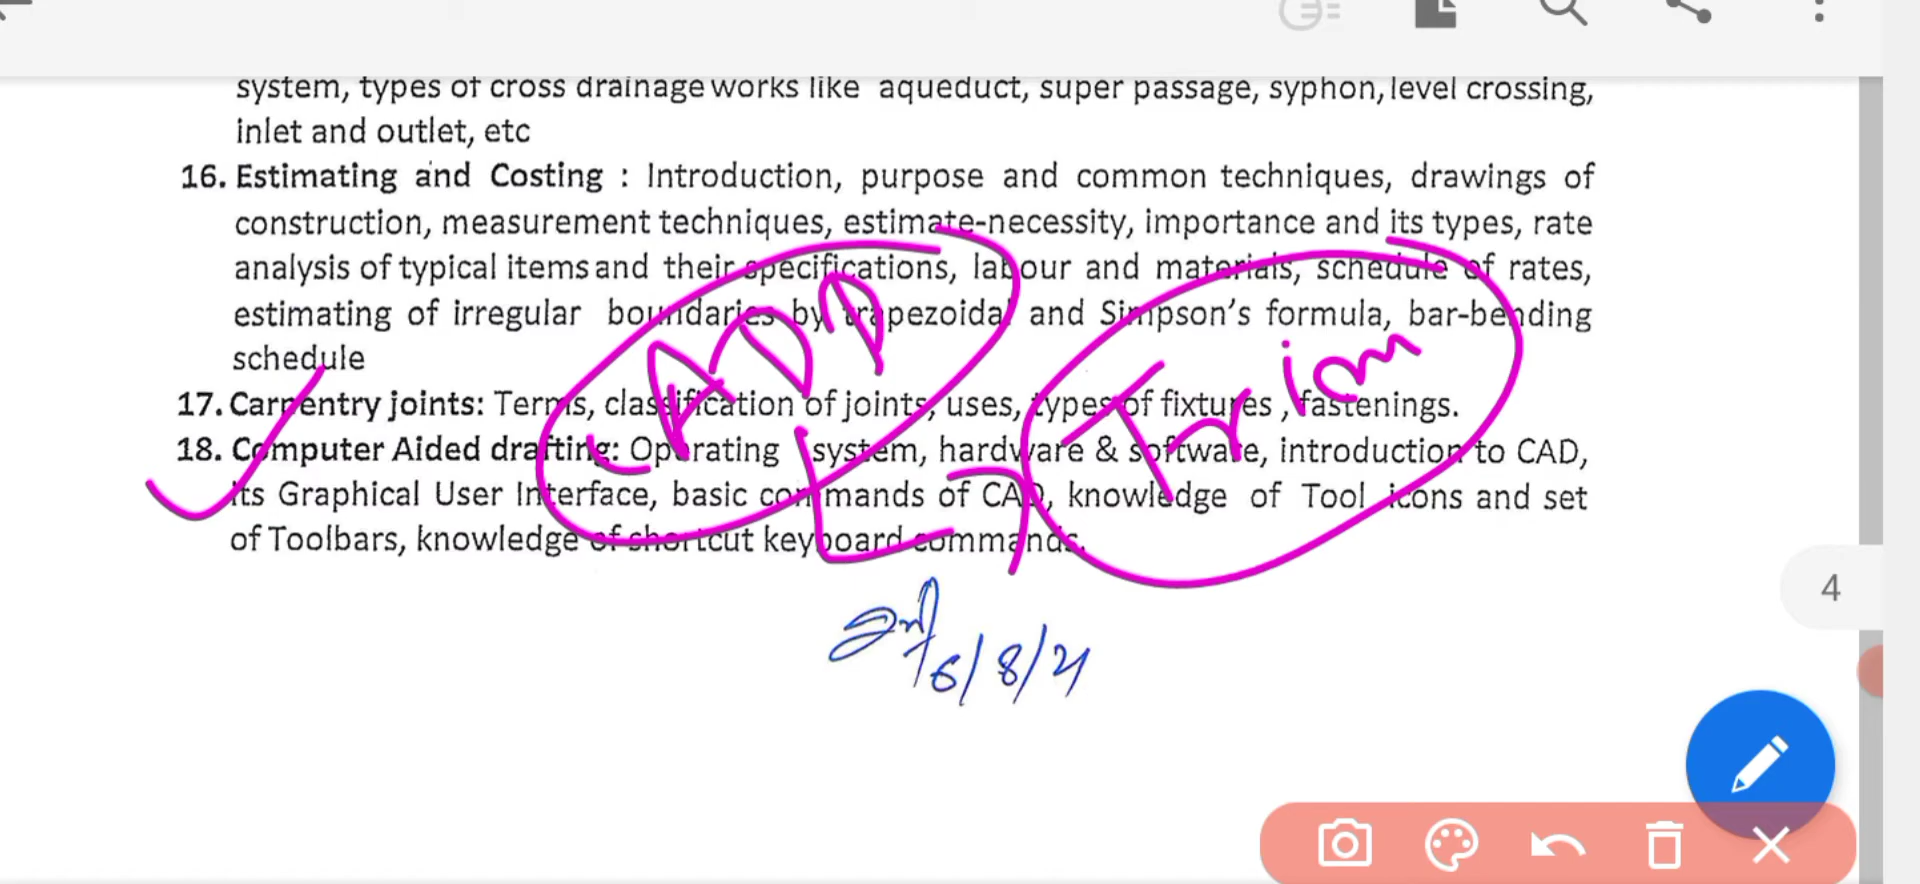 system, types of cross drainage works like aqueduct, super passage, syphon, level crossing,
inlet and outlet, etc
16. Estimating and Costing : Introduction, purpose and common techniques, drawings of
construction, measurement techniques, estimate-necessity, importance and its types, rate
analysis of typical items and their specifications, labour and materials, schedule of rates,
estimating of irregular boundaries by trapezoidal and Simpson's formula, bar-bending
schedule
17. Carpentry joints: Terms, classification of joints, uses, types of fixtures , fastenings.
18. Computer Aided drafting: Operating system, hardware & software, introduction to CAD,
its Graphical User Interface, basic commands of CAD, knowledge of Tool icons and set
of Toolbars, knowledge of shortcut keyboard commands.
CADD
Triam
6/8/21
4